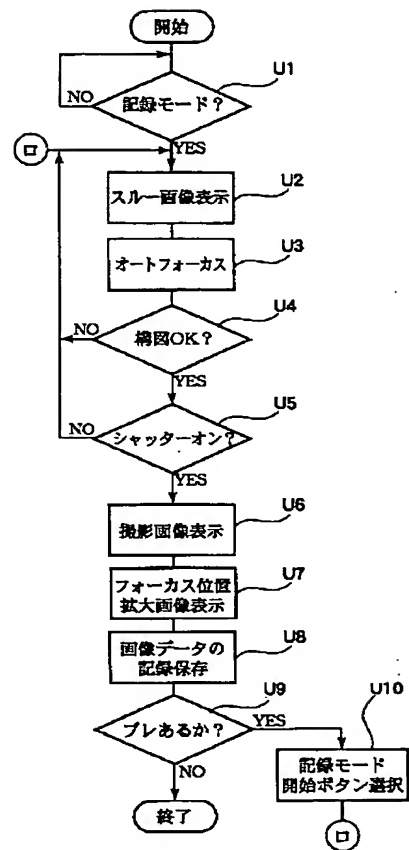 開始
U1
NO
記録モード?
ロ
YES
U2
スルー画像表示
U3
オートフォーカス
U4
NO
構図OK?
YES
U5
NO
シャッターオン?
YES
U6
撮影画像表示
U7
フォーカス位置
拡大画像表示
U8
画像データの
記録保存
U9
U10
ブレあるか?
YES
NO
記録モード
開始ボタン選択
終了
ロ